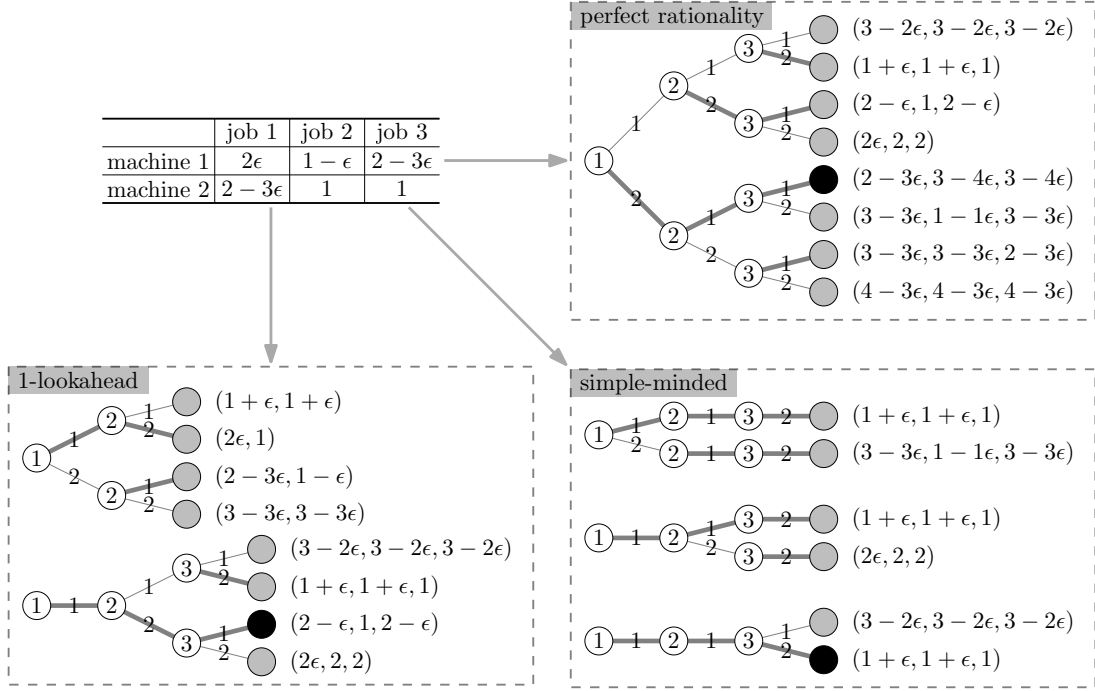 perfect rationality
1
2
3
1
(3 − 2ϵ, 3 − 2ϵ, 3 − 2ϵ)
2
(1 + ϵ, 1 + ϵ, 1)
1
2
3
1
(2 − ϵ, 1, 2 − ϵ)
2
(2ϵ, 2, 2)
1
2
2
1
3
1
(2 − 3ϵ, 3 − 4ϵ, 3 − 4ϵ)
2
(3 − 3ϵ, 1 − 1ϵ, 3 − 3ϵ)
2
3
1
(3 − 3ϵ, 3 − 3ϵ, 2 − 3ϵ)
2
(4 − 3ϵ, 4 − 3ϵ, 4 − 3ϵ)
job 1 job 2 job 3
machine 1 2ϵ 1 − ϵ 2 − 3ϵ
machine 2 2 − 3ϵ 1 1
1-lookahead
1
1
2
1
(1 + ϵ, 1 + ϵ)
2
(2ϵ, 1)
2
2
1
(2 − 3ϵ, 1 − ϵ)
2
(3 − 3ϵ, 3 − 3ϵ)
1 1 2
1
3
1
(3 − 2ϵ, 3 − 2ϵ, 3 − 2ϵ)
2
(1 + ϵ, 1 + ϵ, 1)
2
3
1
(2 − ϵ, 1, 2 − ϵ)
2
(2ϵ, 2, 2)
simple-minded
1
1 2 1 3 2 (1 + ϵ, 1 + ϵ, 1)
2 2 1 3 2 (3 − 3ϵ, 1 − 1ϵ, 3 − 3ϵ)
1 1 2
1 3 2 (1 + ϵ, 1 + ϵ, 1)
2 3 2 (2ϵ, 2, 2)
1 1 2 1 3
1 (3 − 2ϵ, 3 − 2ϵ, 3 − 2ϵ)
2 (1 + ϵ, 1 + ϵ, 1)